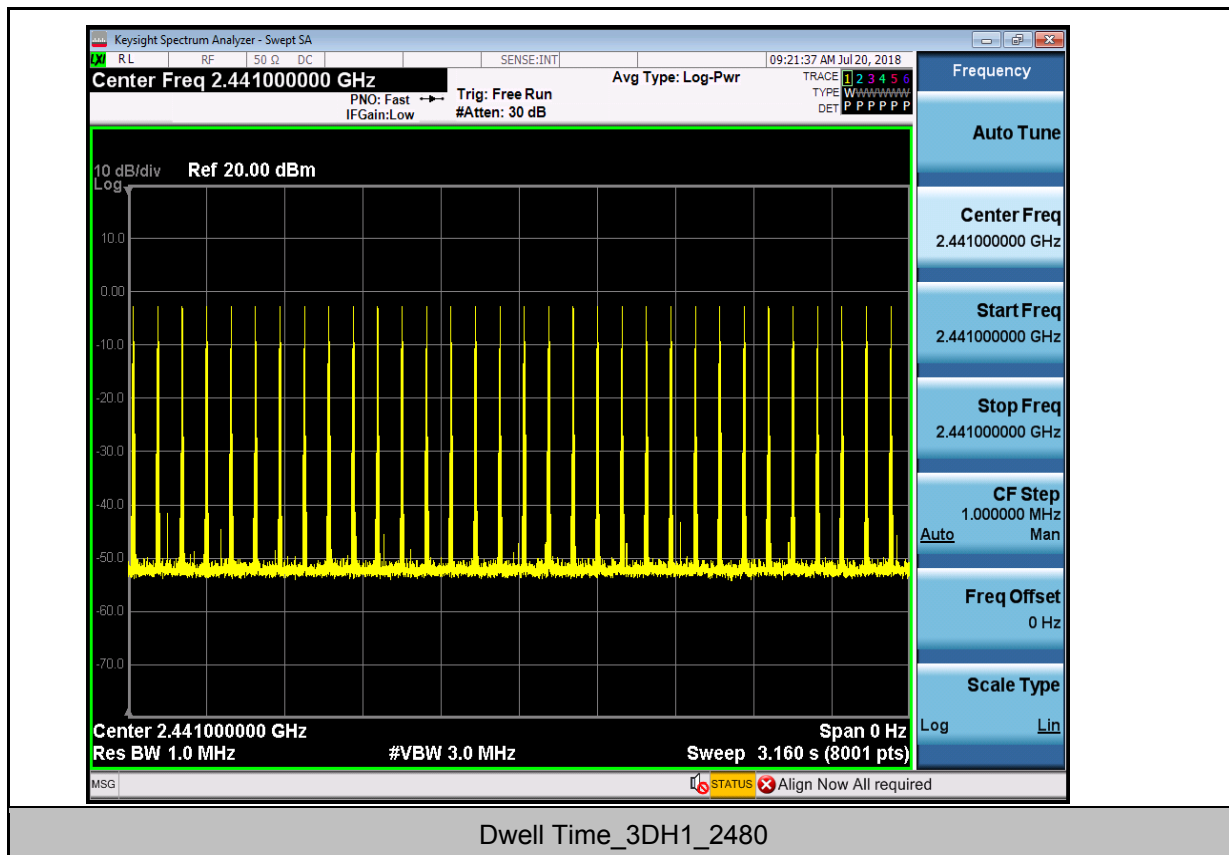 Keysight Spectrum Analyzer - Swept SA
LXI RL RF 50 Ω DC SENSE:INT 09:21:37 AM Jul 20, 2018
Center Freq 2.441000000 GHz Avg Type: Log-Pwr TRACE 1 2 3 4 5 6
PNO: Fast Trig: Free Run TYPE WWWWWW
IFGain:Low #Atten: 30 dB DET P P P P P P
10 dB/div Ref 20.00 dBm
Log
10.0
0.00
-10.0
-20.0
-30.0
-40.0
-50.0
-60.0
-70.0
Center 2.441000000 GHz Span 0 Hz
Res BW 1.0 MHz #VBW 3.0 MHz Sweep 3.160 s (8001 pts)
MSG STATUS Align Now All required
Frequency
Auto Tune
Center Freq
2.441000000 GHz
Start Freq
2.441000000 GHz
Stop Freq
2.441000000 GHz
CF Step
1.000000 MHz
Auto Man
Freq Offset
0 Hz
Scale Type
Log Lin
Dwell Time_3DH1_2480